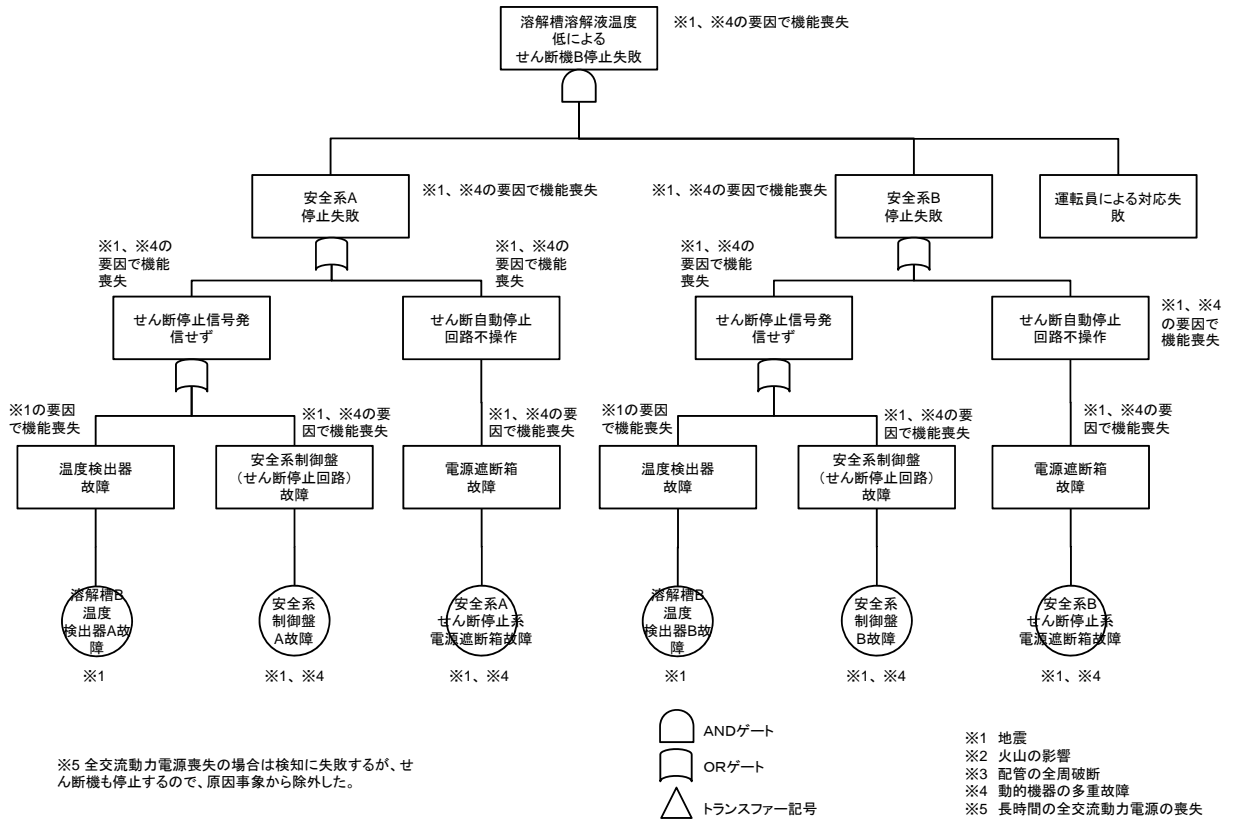 溶解槽溶解液温度
低による
せん断機B停止失敗
※1、※4の要因で機能喪失
安全系A
停止失敗
※1、※4の要因で機能喪失
※1、※4の要因で機能喪失
安全系B
停止失敗
運転員による対応失
敗
※1、※4の
要因で機能
喪失
※1、※4の
要因で機能
喪失
※1、※4の
要因で機能
喪失
せん断停止信号発
信せず
せん断自動停止
回路不操作
せん断停止信号発
信せず
せん断自動停止
回路不操作
※1、※4
の要因で
機能喪失
※1の要因
で機能喪失
※1、※4の要
因で機能喪失
※1、※4の要
因で機能喪失
※1の要因
で機能喪失
※1、※4の要
因で機能喪失
※1、※4の要
因で機能喪失
温度検出器
故障
安全系制御盤
（せん断停止回路）
故障
電源遮断箱
故障
温度検出器
故障
安全系制御盤
（せん断停止回路）
故障
電源遮断箱
故障
溶解槽B
温度
検出器A故
障
安全系
制御盤
A故障
安全系A
せん断停止系
電源遮断箱故障
溶解槽B
温度
検出器B故
障
安全系
制御盤
B故障
安全系B
せん断停止系
電源遮断箱故障
※1
※1、※4
※1、※4
※1
※1、※4
※1、※4
※5 全交流動力電源喪失の場合は検知に失敗するが、せ
ん断機も停止するので、原因事象から除外した。
ANDゲート
ORゲート
トランスファー記号
※1 地震
※2 火山の影響
※3 配管の全周破断
※4 動的機器の多重故障
※5 長時間の全交流動力電源の喪失